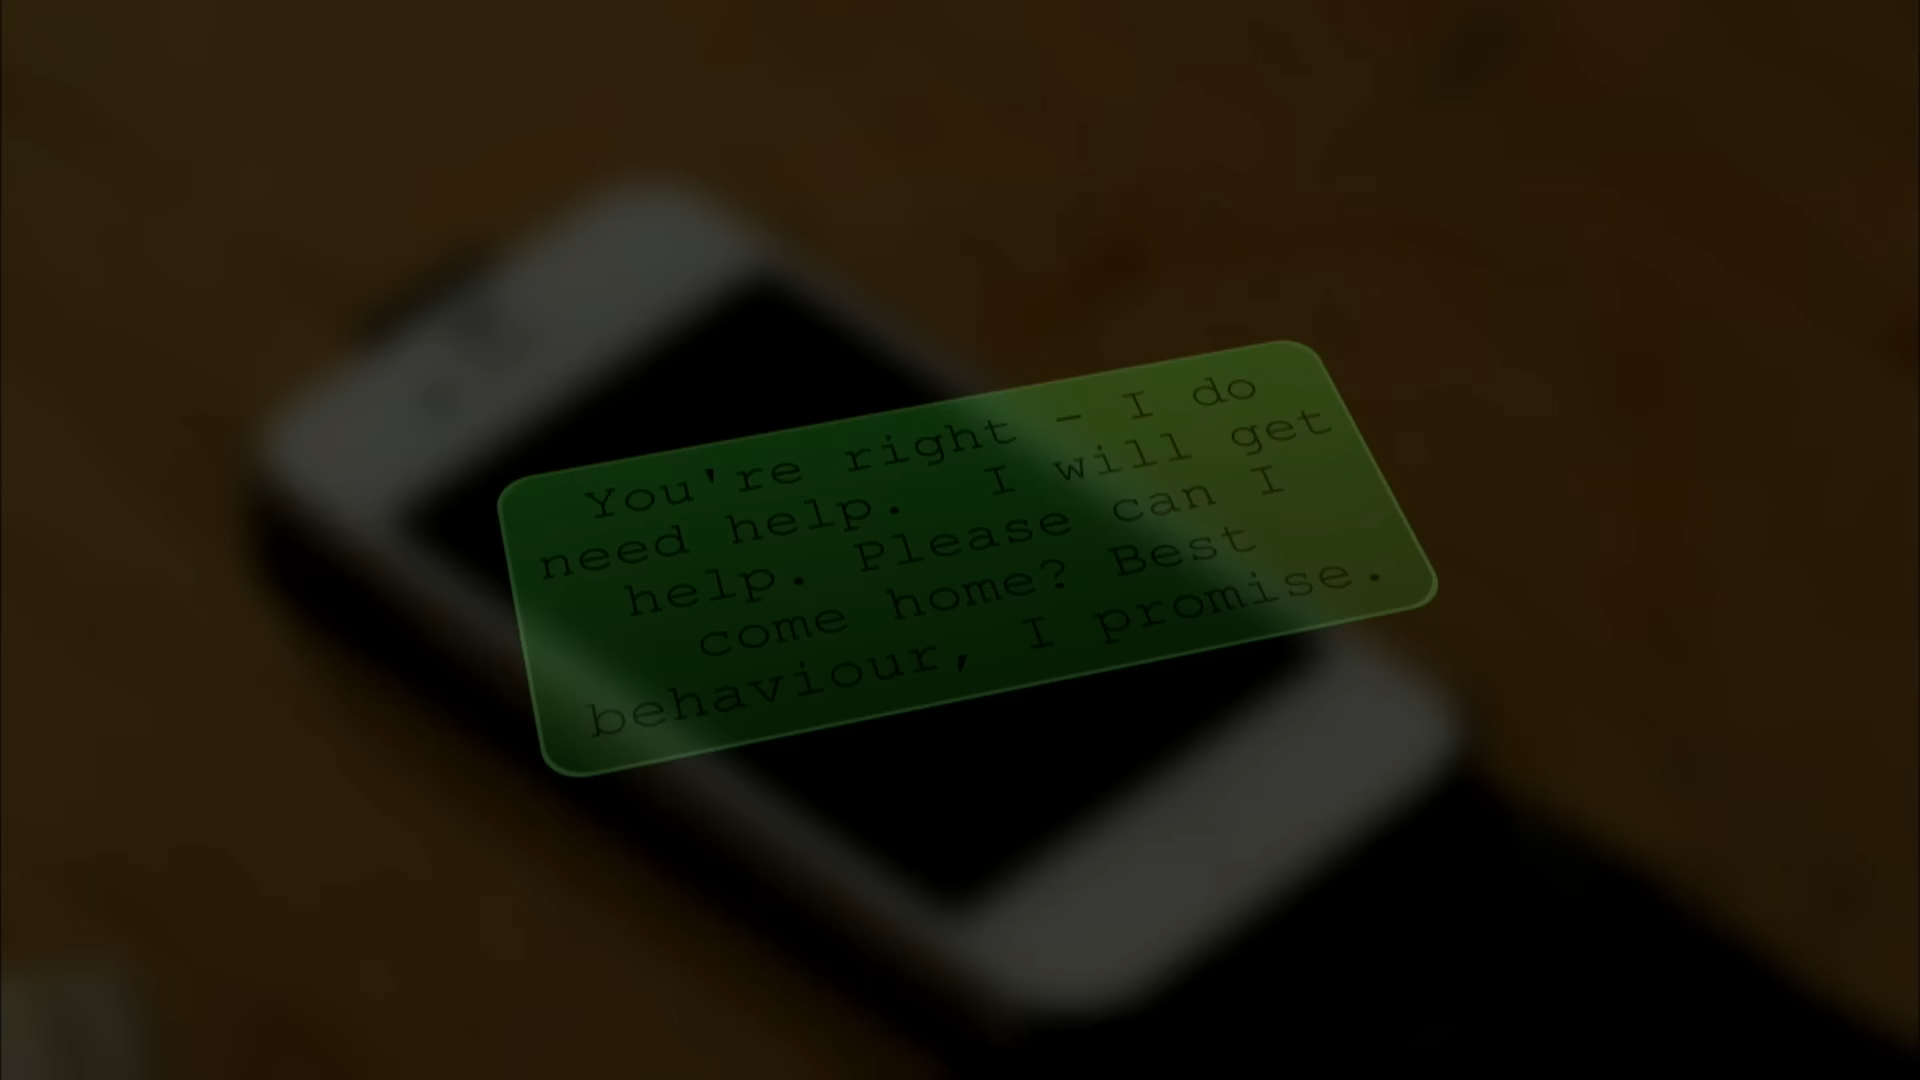 You're right - I do
need help.  I will get
help. Please can I
come home? Best
behaviour, I promise.